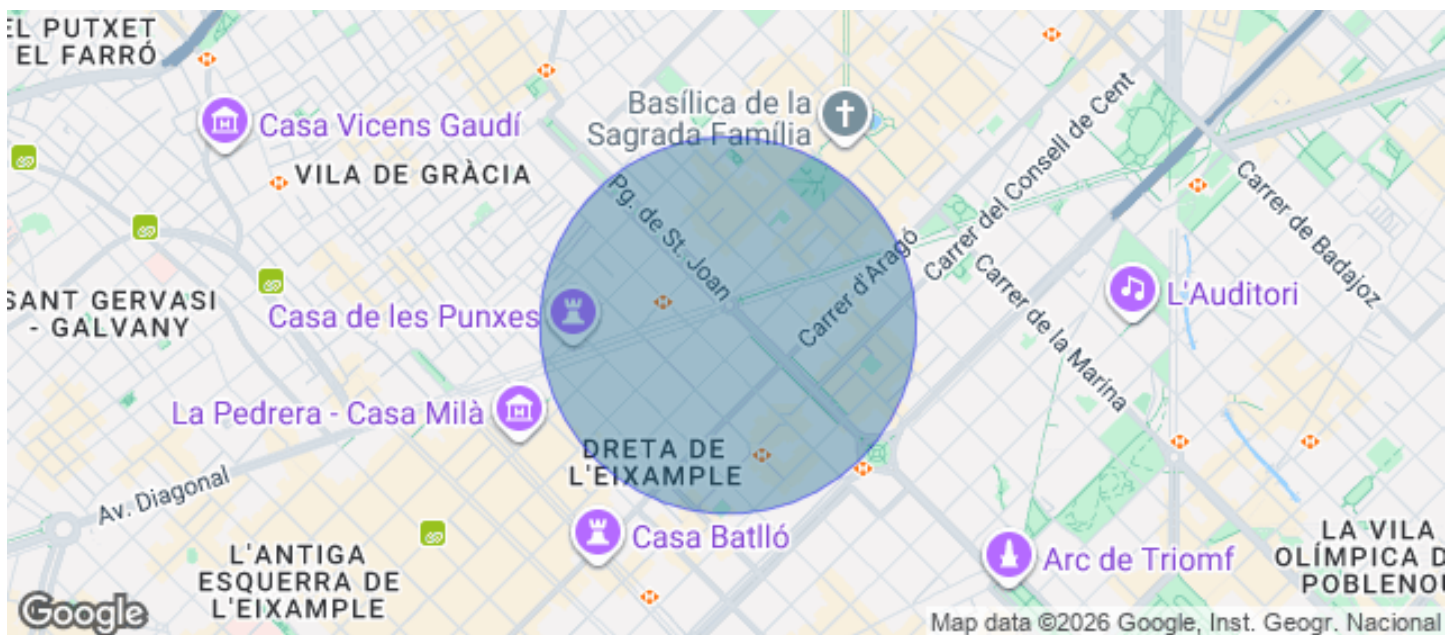 EL PUTXET
EL FARRÓ
Casa Vicens Gaudí
VILA DE GRÀCIA
Basílica de la
Sagrada Família
Pg. de St. Joan
Carrer del Consell de Cent
Carrer d'Aragó
Carrer de Badajoz
Carrer de la Marina
L'Auditori
SANT GERVASI
- GALVANY
Casa de les Punxes
La Pedrera - Casa Milà
DRETA DE
L'EIXAMPLE
Av. Diagonal
Casa Batlló
L'ANTIGA
ESQUERRA DE
L'EIXAMPLE
Arc de Triomf
LA VILA
OLÍMPICA D
POBLENOU
Google
Map data ©2026 Google, Inst. Geogr. Nacional